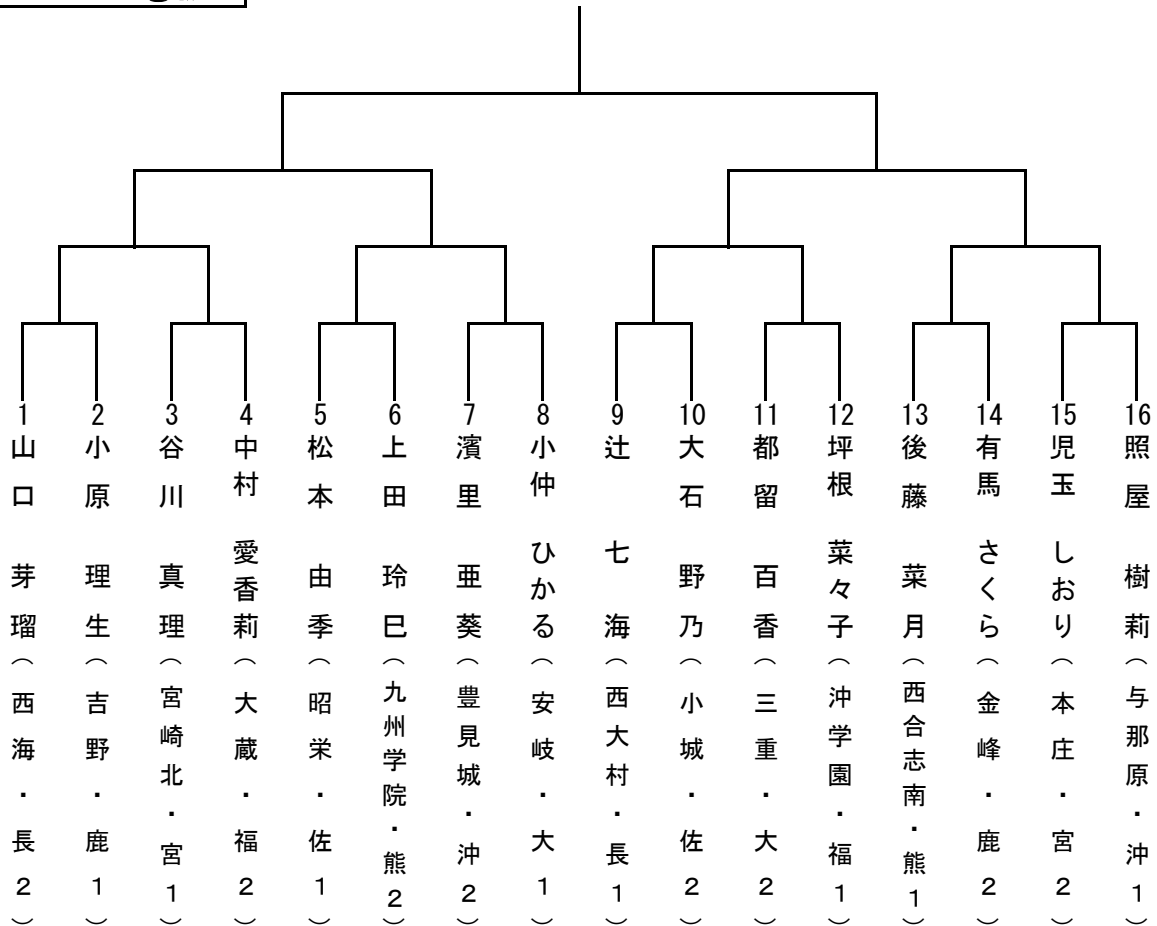 1 山口 芽瑠（西海・長2）
2 小原 理生（吉野・鹿1）
3 谷川 真理（宮崎北・宮1）
4 中村 愛香莉（大蔵・福2）
5 松本 由季（昭栄・佐1）
6 上田 玲巳（九州学院・熊2）
7 濱里 亜葵（豊見城・沖2）
8 小仲 ひかる（安岐・大1）
9 辻 七海（西大村・長1）
10 大石 野乃（小城・佐2）
11 都留 百香（三重・大2）
12 坪根 菜々子（沖学園・福1）
13 後藤 菜月（西合志南・熊1）
14 有馬 さくら（金峰・鹿2）
15 児玉 しおり（本庄・宮2）
16 照屋 樹莉（与那原・沖1）